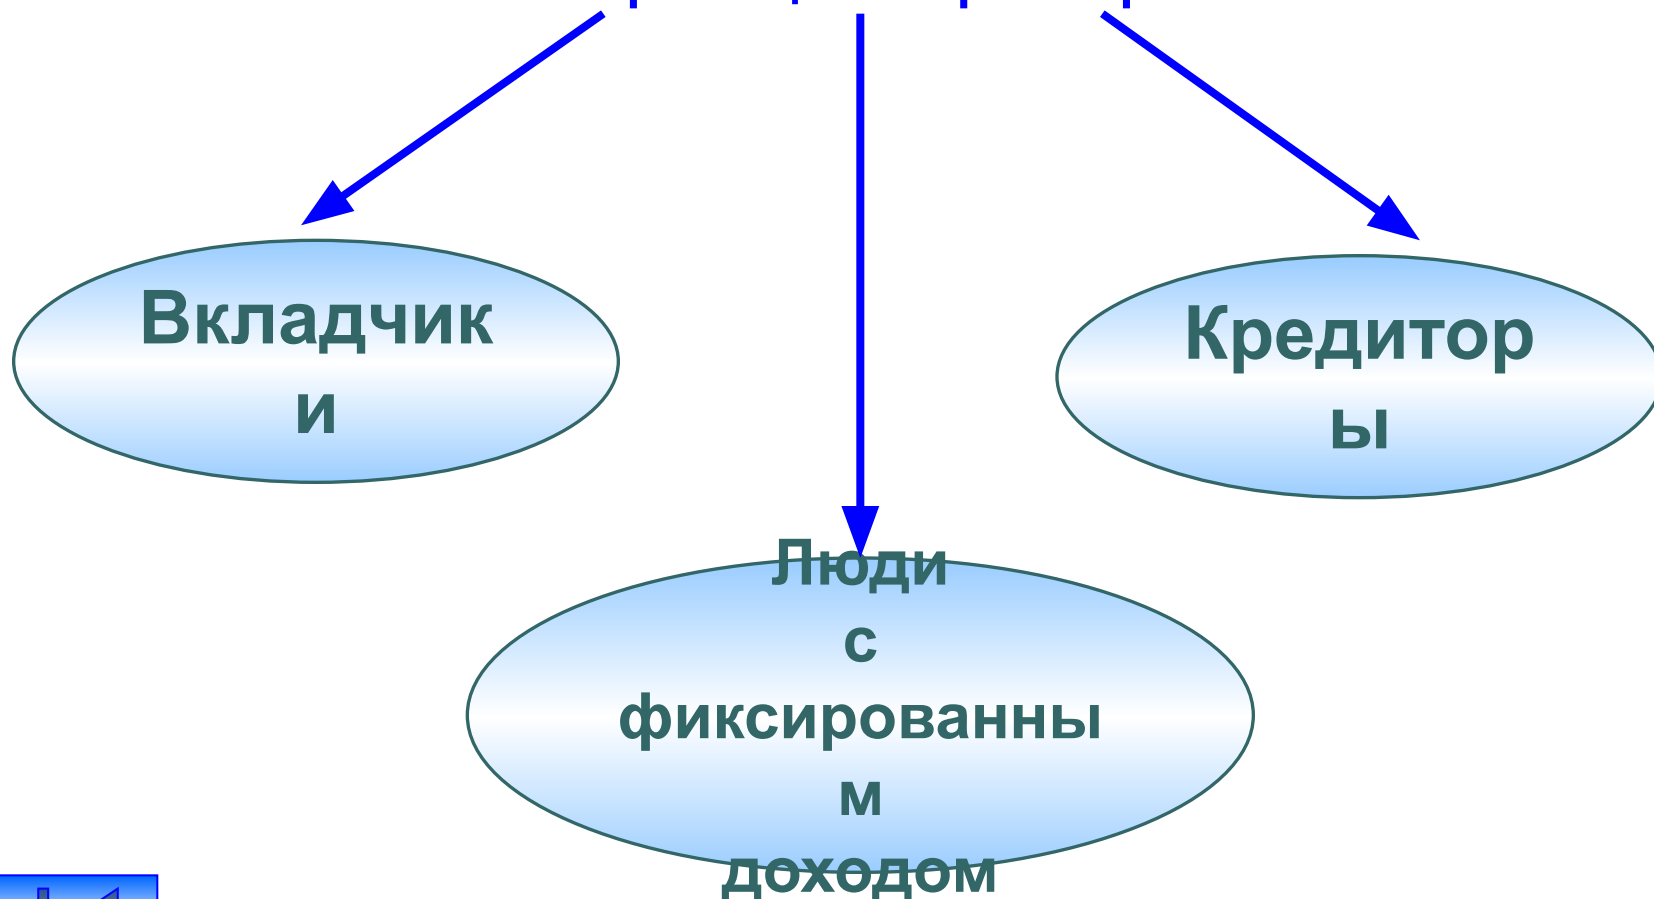 Вкладчик
и
Кредитор
ы
Люди
с
фиксированны
м
доходом